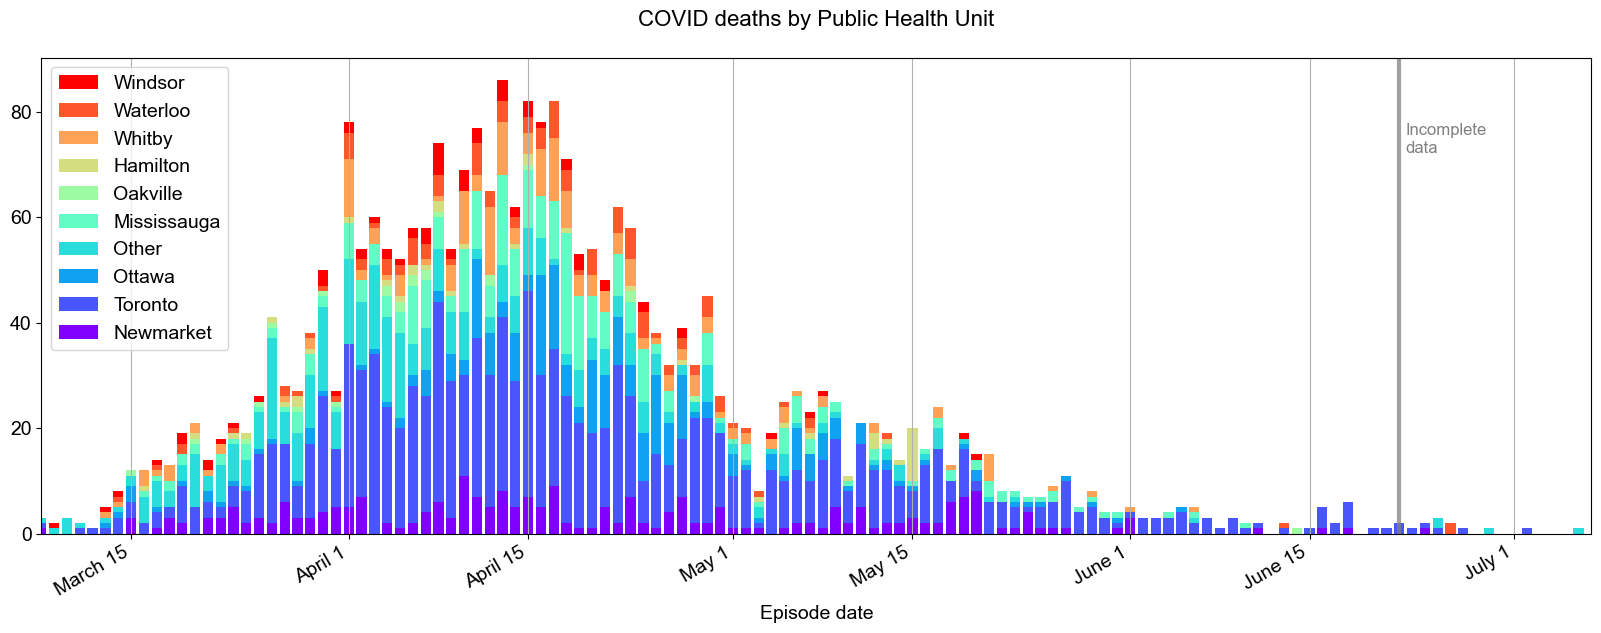 COVID deaths by Public Health Unit
Windsor
Waterloo
Whitby
Hamilton
Oakville
Mississauga
Other
Ottawa
Toronto
Newmarket
Incomplete
data
80
60
40
20
0
March 15
April 1
April 15
May 1
May 15
June 1
June 15
July 1
Episode date